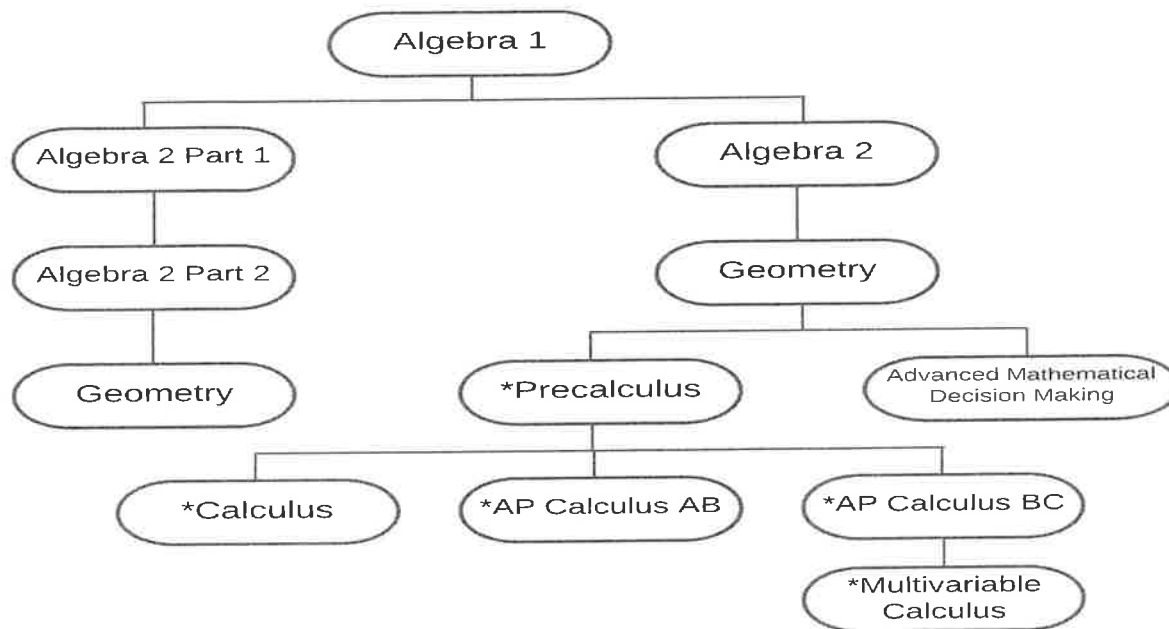 Algebra 1
Algebra 2 Part 1
Algebra 2
Algebra 2 Part 2
Geometry
Geometry
*Precalculus
Advanced Mathematical
Decision Making
*Calculus
*AP Calculus AB
*AP Calculus BC
*Multivariable
Calculus